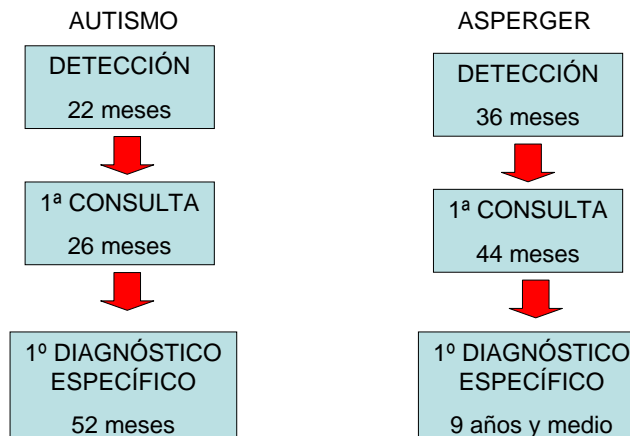 AUTISMO
DETECCIÓN
22 meses
1ª CONSULTA
26 meses
1º DIAGNÓSTICO
ESPECÍFICO
52 meses
ASPERGER
DETECCIÓN
36 meses
1ª CONSULTA
44 meses
1º DIAGNÓSTICO
ESPECÍFICO
9 años y medio